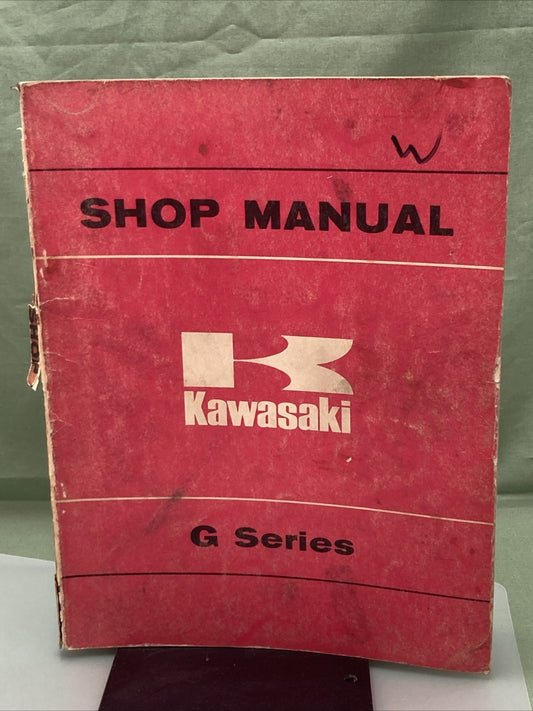 W
SHOP MANUAL
Kawasaki
G Series